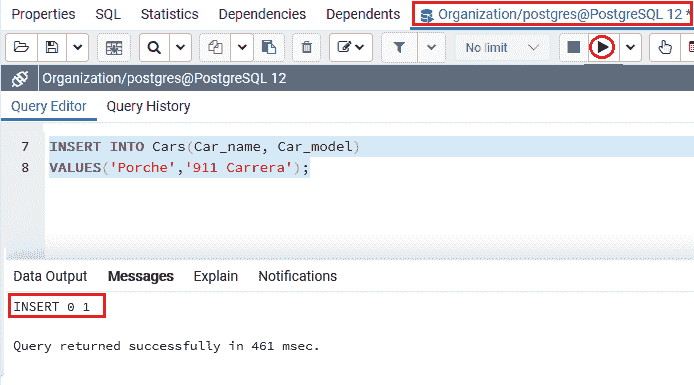 Properties SQL Statistics Dependencies Dependents Organization/postgres@PostgreSQL 12 *
No limit
Organization/postgres@PostgreSQL 12
Query Editor Query History
7 INSERT INTO Cars(Car_name, Car_model)
8 VALUES('Porche','911 Carrera');
Data Output Messages Explain Notifications
INSERT 0 1
Query returned successfully in 461 msec.